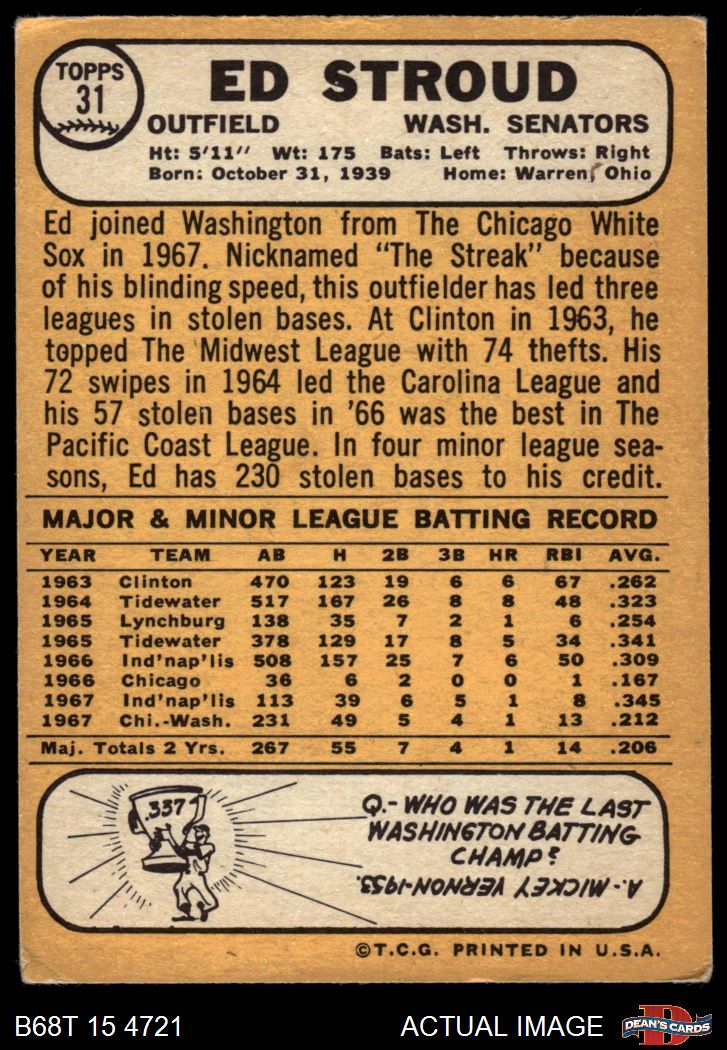 TOPPS
31
ED STROUD
OUTFIELD WASH. SENATORS
Ht: 5'11" Wt: 175 Bats: Left Throws: Right
Born: October 31, 1939 Home: Warren, Ohio
Ed joined Washington from The Chicago White
Sox in 1967. Nicknamed "The Streak" because
of his blinding speed, this outfielder has led three
leagues in stolen bases. At Clinton in 1963, he
topped The Midwest League with 74 thefts. His
72 swipes in 1964 led the Carolina League and
his 57 stolen bases in '66 was the best in The
Pacific Coast League. In four minor league sea-
sons, Ed has 230 stolen bases to his credit.
MAJOR & MINOR LEAGUE BATTING RECORD
YEAR TEAM AB H 2B 3B HR RBI AVG.
1963 Clinton 470 123 19 6 6 67 .262
1964 Tidewater 517 167 26 8 8 48 .323
1965 Lynchburg 138 35 7 2 1 6 .254
1965 Tidewater 378 129 17 8 5 34 .341
1966 Ind'nap'lis 508 157 25 7 6 50 .309
1966 Chicago 36 6 2 0 0 1 .167
1967 Ind'nap'lis 113 39 6 5 1 8 .345
1967 Chi.-Wash. 231 49 5 4 1 13 .212
Maj. Totals 2 Yrs. 267 55 7 4 1 14 .206
.337
Q.- WHO WAS THE LAST
WASHINGTON BATTING
CHAMP?
A.- MICKEY VERNON-1953.
©T.C.G. PRINTED IN U.S.A.
B68T 15 4721 ACTUAL IMAGE
D
DEAN'S CARDS